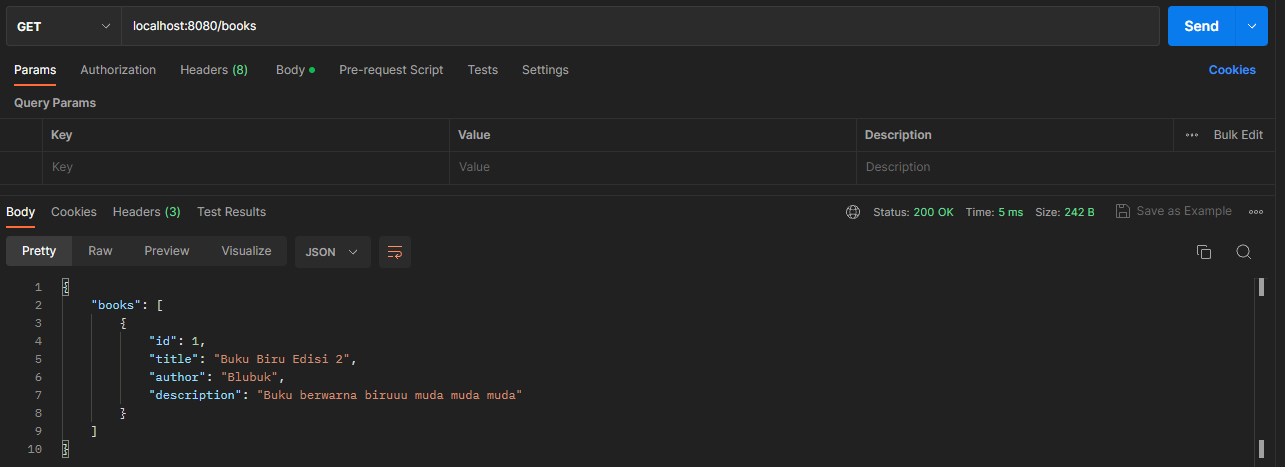 GET localhost:8080/books Send
Params Authorization Headers (8) Body Pre-request Script Tests Settings Cookies
Query Params
Key Value Description Bulk Edit
Key Value Description
Body Cookies Headers (3) Test Results Status: 200 OK Time: 5 ms Size: 242 B Save as Example
Pretty Raw Preview Visualize JSON
1 {
2 "books": [
3 {
4 "id": 1,
5 "title": "Buku Biru Edisi 2",
6 "author": "Blubuk",
7 "description": "Buku berwarna biruuu muda muda muda"
8 }
9 ]
10 }